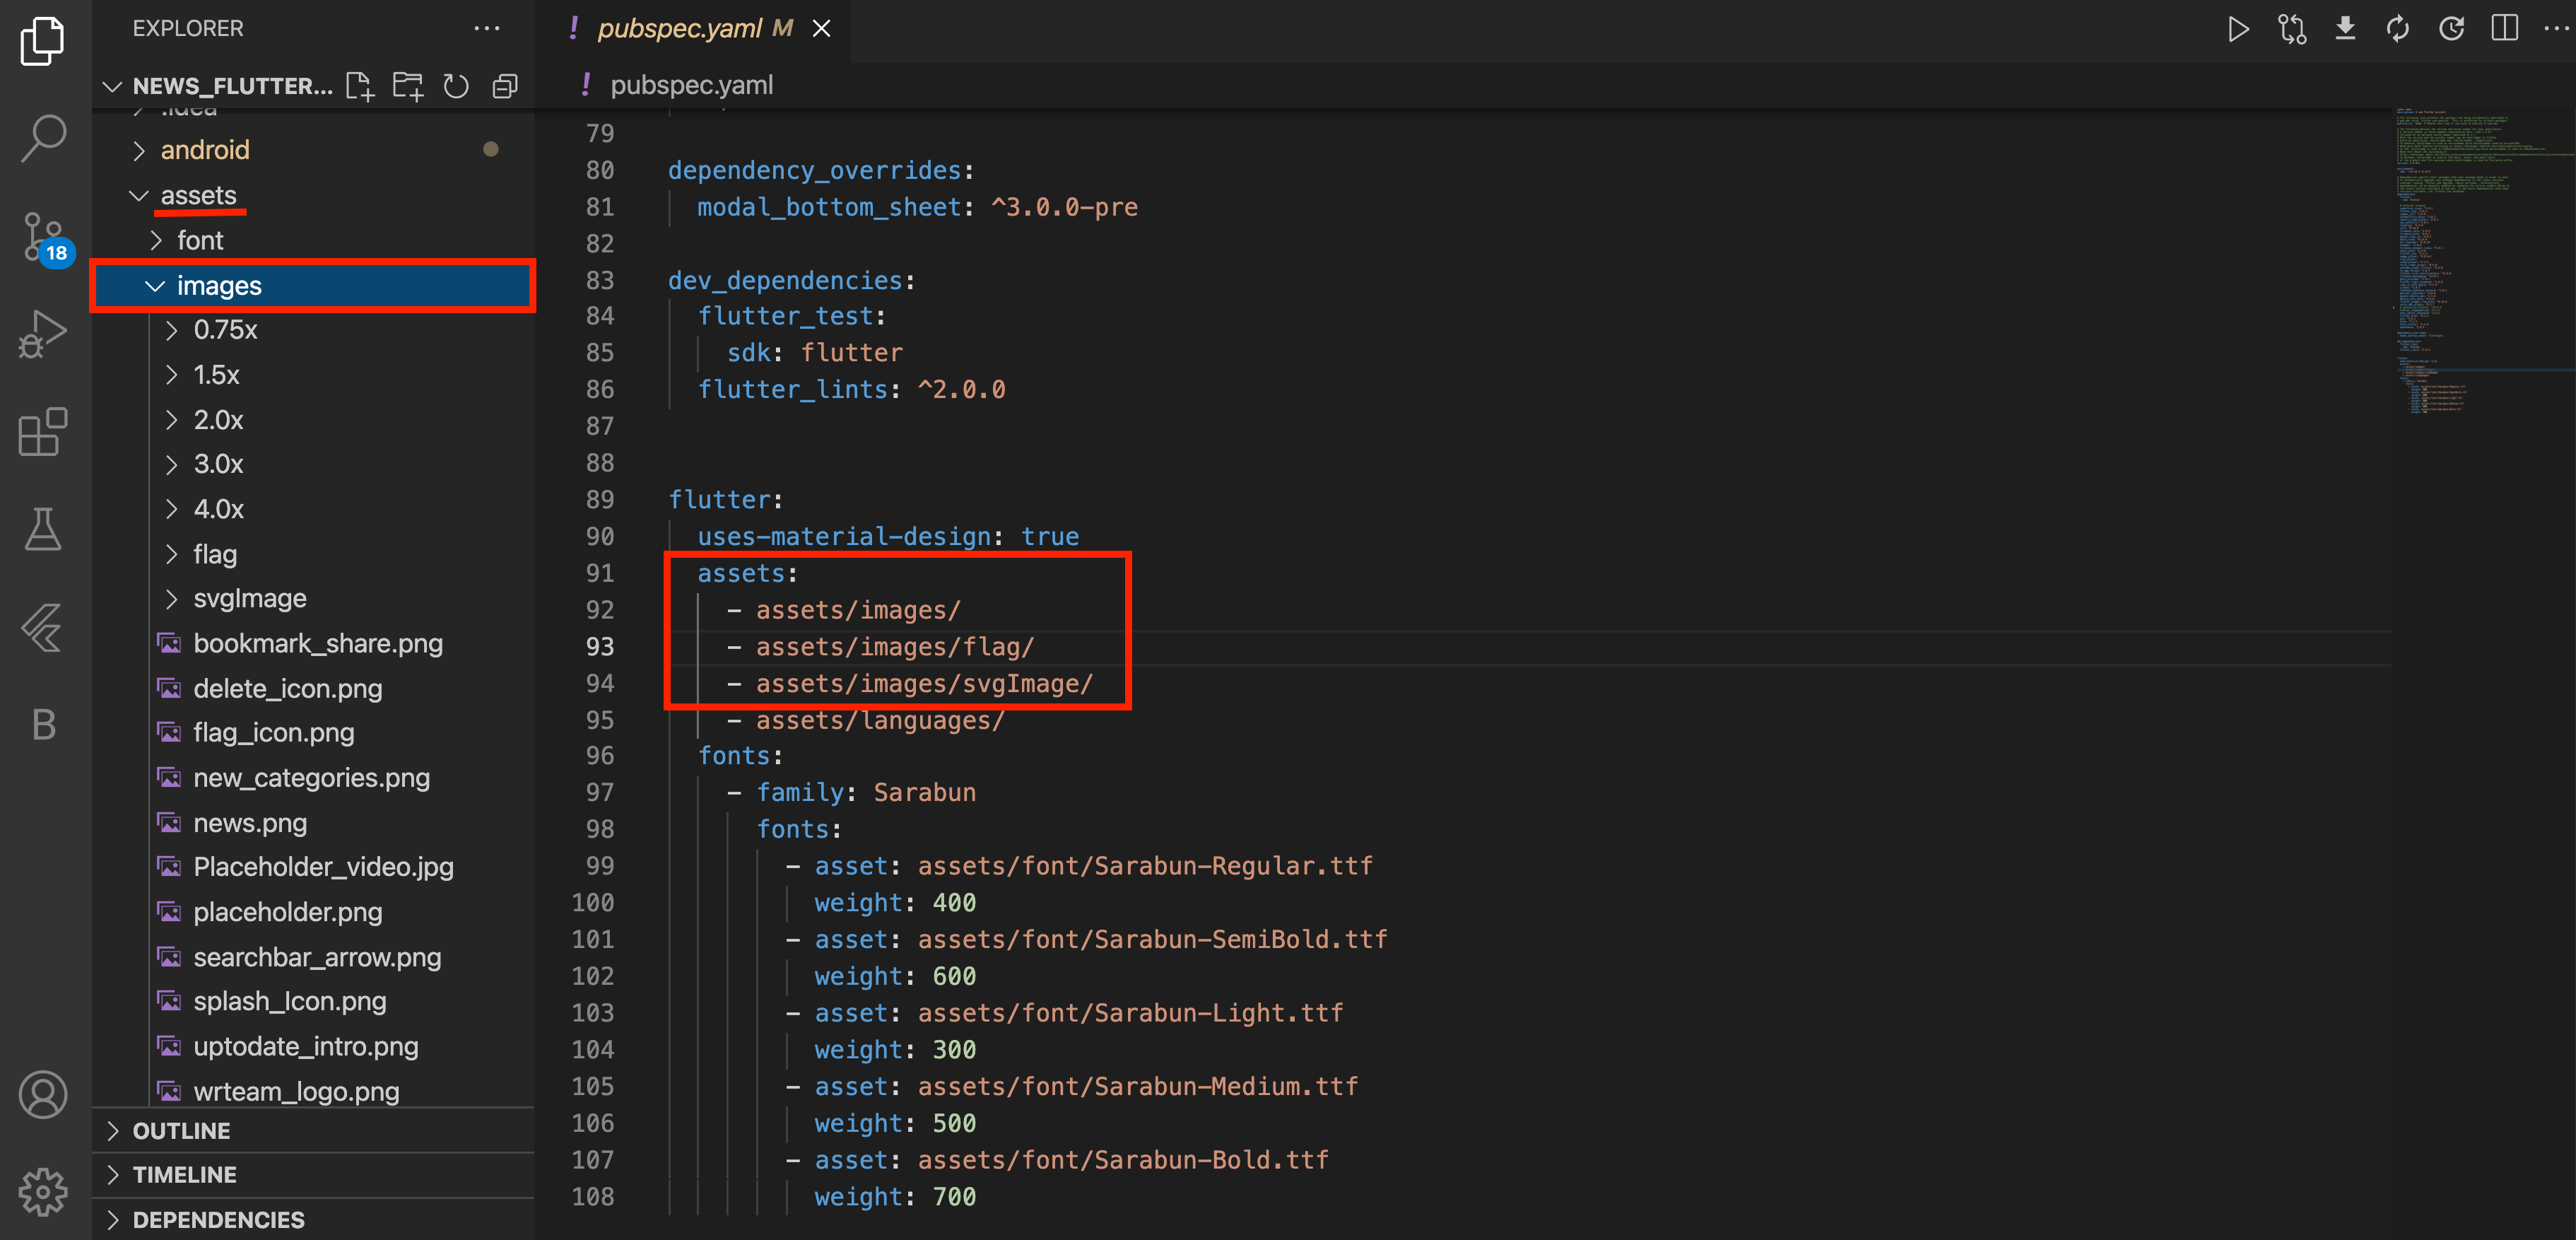 EXPLORER
NEWS_FLUTTER...
.idea
android
assets
font
images
0.75x
1.5x
2.0x
3.0x
4.0x
flag
svgImage
bookmark_share.png
delete_icon.png
flag_icon.png
new_categories.png
news.png
Placeholder_video.jpg
placeholder.png
searchbar_arrow.png
splash_Icon.png
uptodate_intro.png
wrteam_logo.png
OUTLINE
TIMELINE
DEPENDENCIES
18
B
! pubspec.yaml M
! pubspec.yaml
79
80 dependency_overrides:
81 modal_bottom_sheet: ^3.0.0-pre
82
83 dev_dependencies:
84 flutter_test:
85 sdk: flutter
86 flutter_lints: ^2.0.0
87
88
89 flutter:
90 uses-material-design: true
91 assets:
92 - assets/images/
93 - assets/images/flag/
94 - assets/images/svgImage/
95 - assets/languages/
96 fonts:
97 - family: Sarabun
98 fonts:
99 - asset: assets/font/Sarabun-Regular.ttf
100 weight: 400
101 - asset: assets/font/Sarabun-SemiBold.ttf
102 weight: 600
103 - asset: assets/font/Sarabun-Light.ttf
104 weight: 300
105 - asset: assets/font/Sarabun-Medium.ttf
106 weight: 500
107 - asset: assets/font/Sarabun-Bold.ttf
108 weight: 700